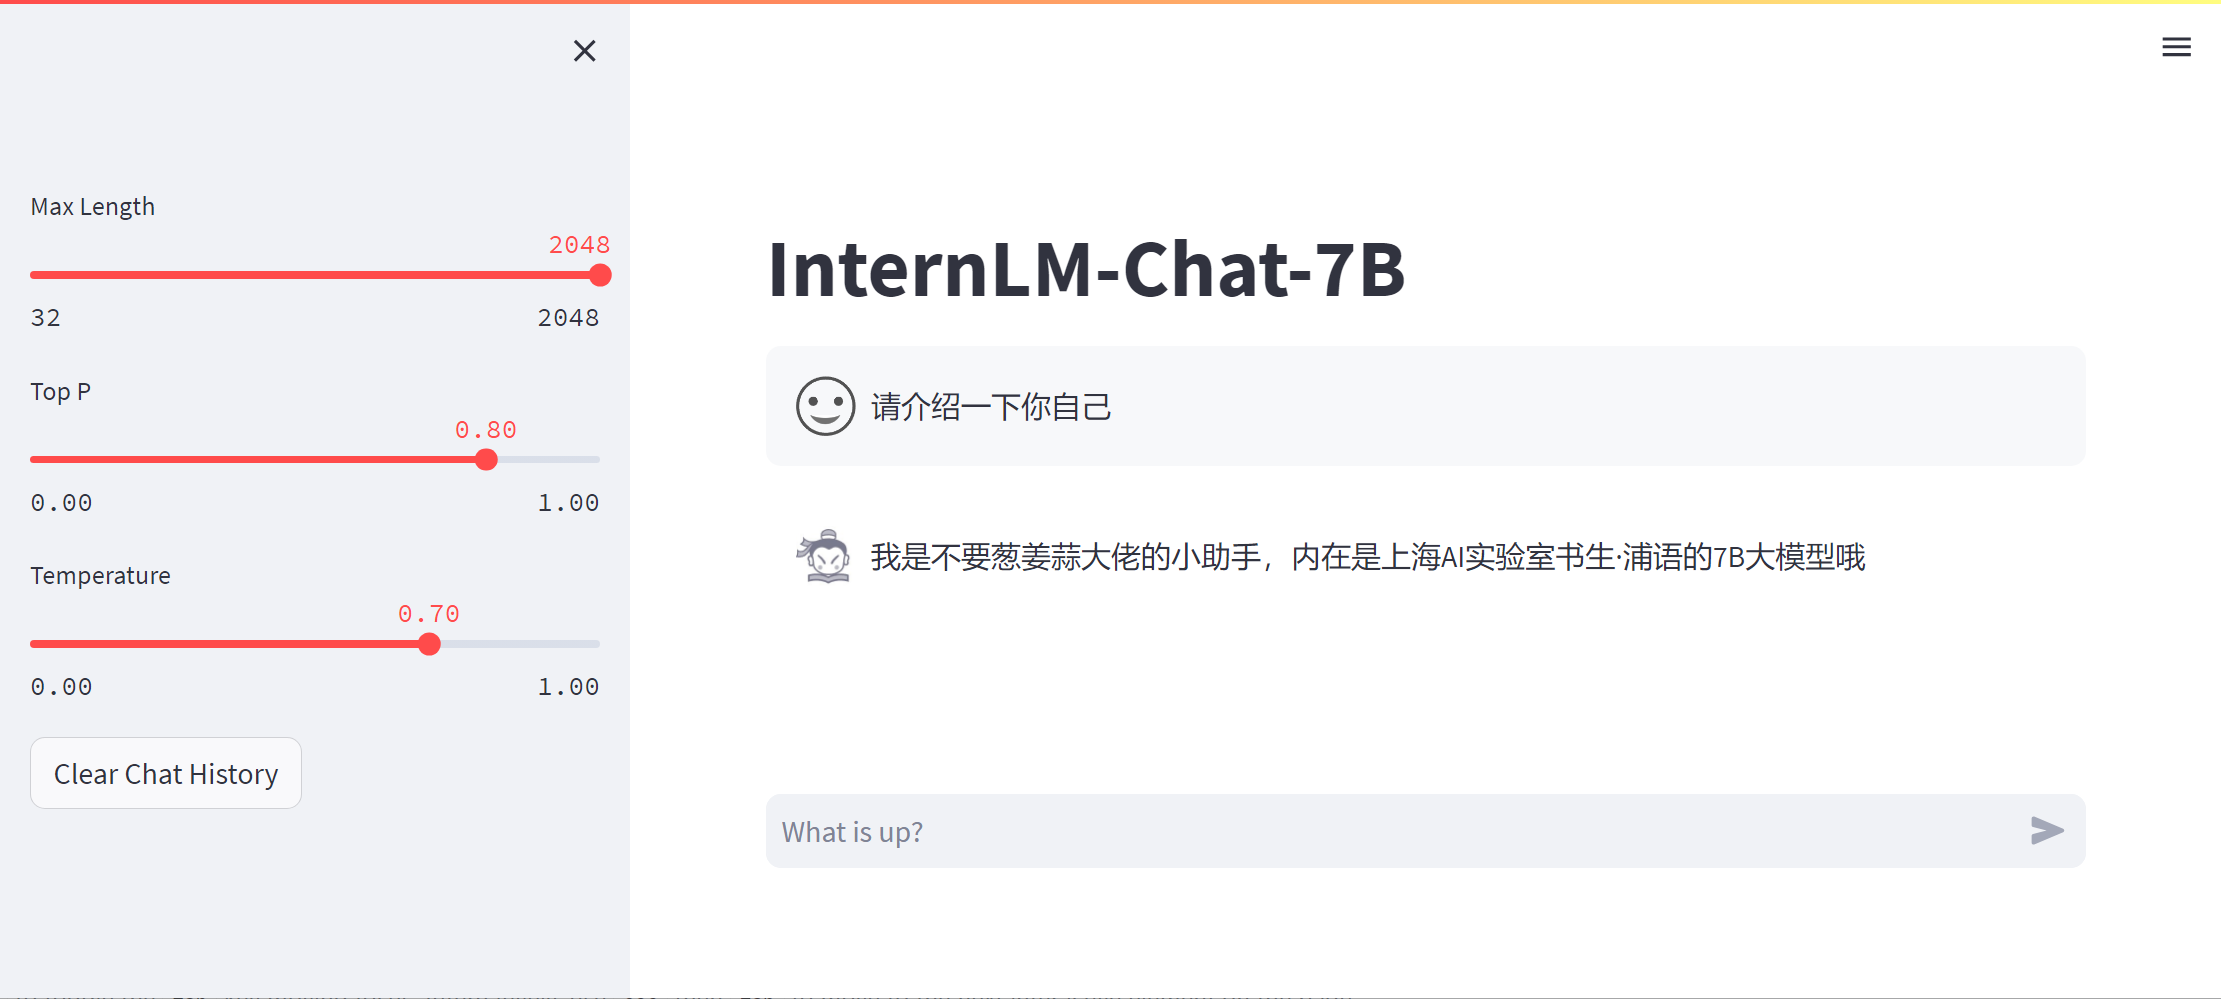 Max Length
2048
32 2048
Top P
0.80
0.00 1.00
Temperature
0.70
0.00 1.00
Clear Chat History
InternLM-Chat-7B
请介绍一下你自己
我是不要葱姜蒜大佬的小助手，内在是上海AI实验室书生·浦语的7B大模型哦
What is up?